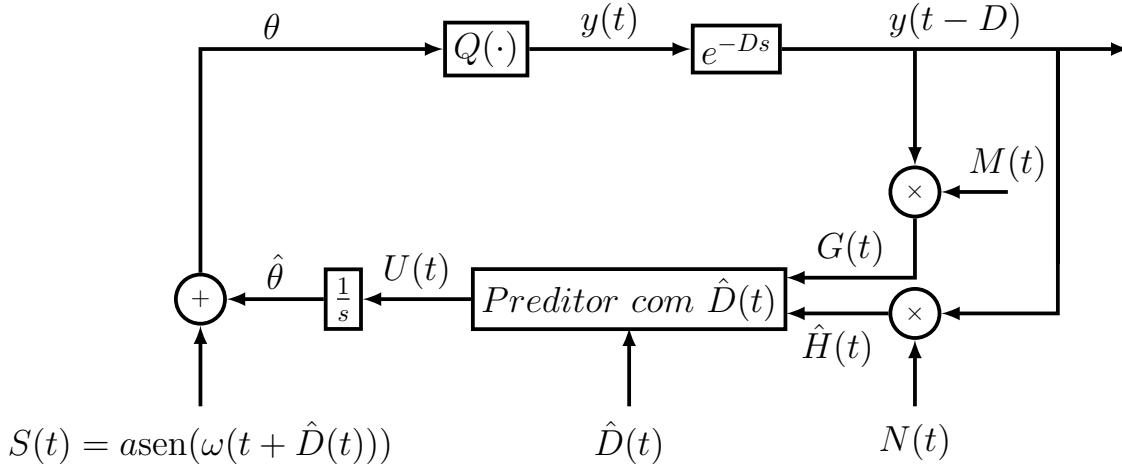 θ
Q(·)
y(t)
e^{-Ds}
y(t − D)
×
M(t)
G(t)
θ̂
U(t)
+
1/s
Preditor com D̂(t)
×
Ĥ(t)
S(t) = asen(ω(t + D̂(t)))
D̂(t)
N(t)